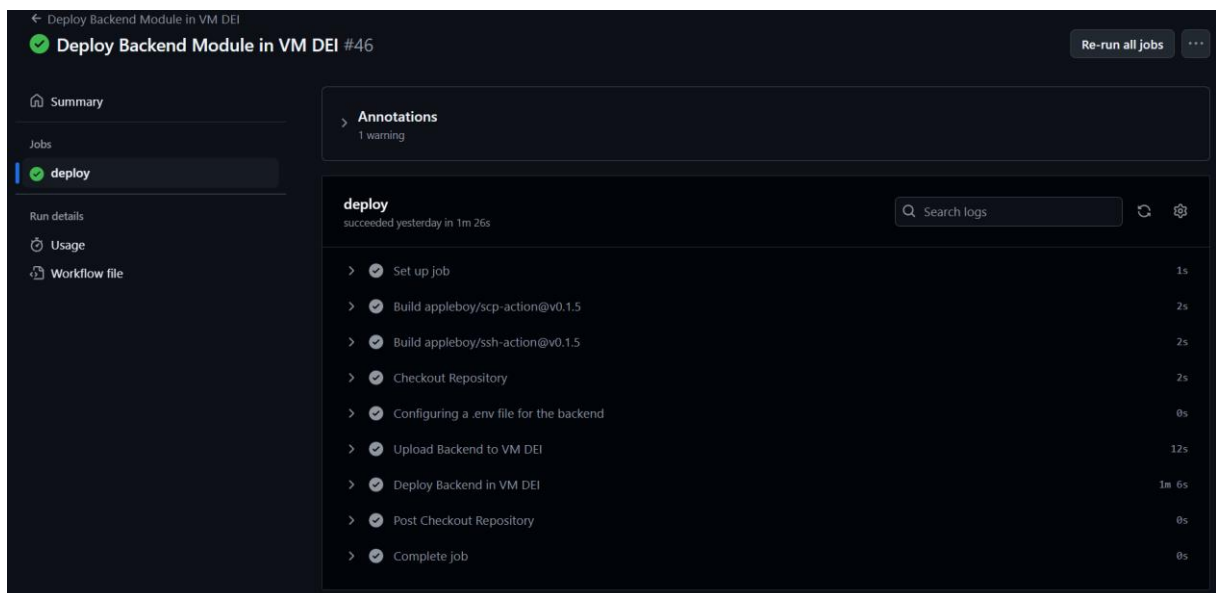 ← Deploy Backend Module in VM DEI
Deploy Backend Module in VM DEI #46
Re-run all jobs
...
Summary
Jobs
deploy
Run details
Usage
Workflow file
Annotations
1 warning
deploy
succeeded yesterday in 1m 26s
Search logs
Set up job 1s
Build appleboy/scp-action@v0.1.5 2s
Build appleboy/ssh-action@v0.1.5 2s
Checkout Repository 2s
Configuring a .env file for the backend 0s
Upload Backend to VM DEI 12s
Deploy Backend in VM DEI 1m 6s
Post Checkout Repository 0s
Complete job 0s